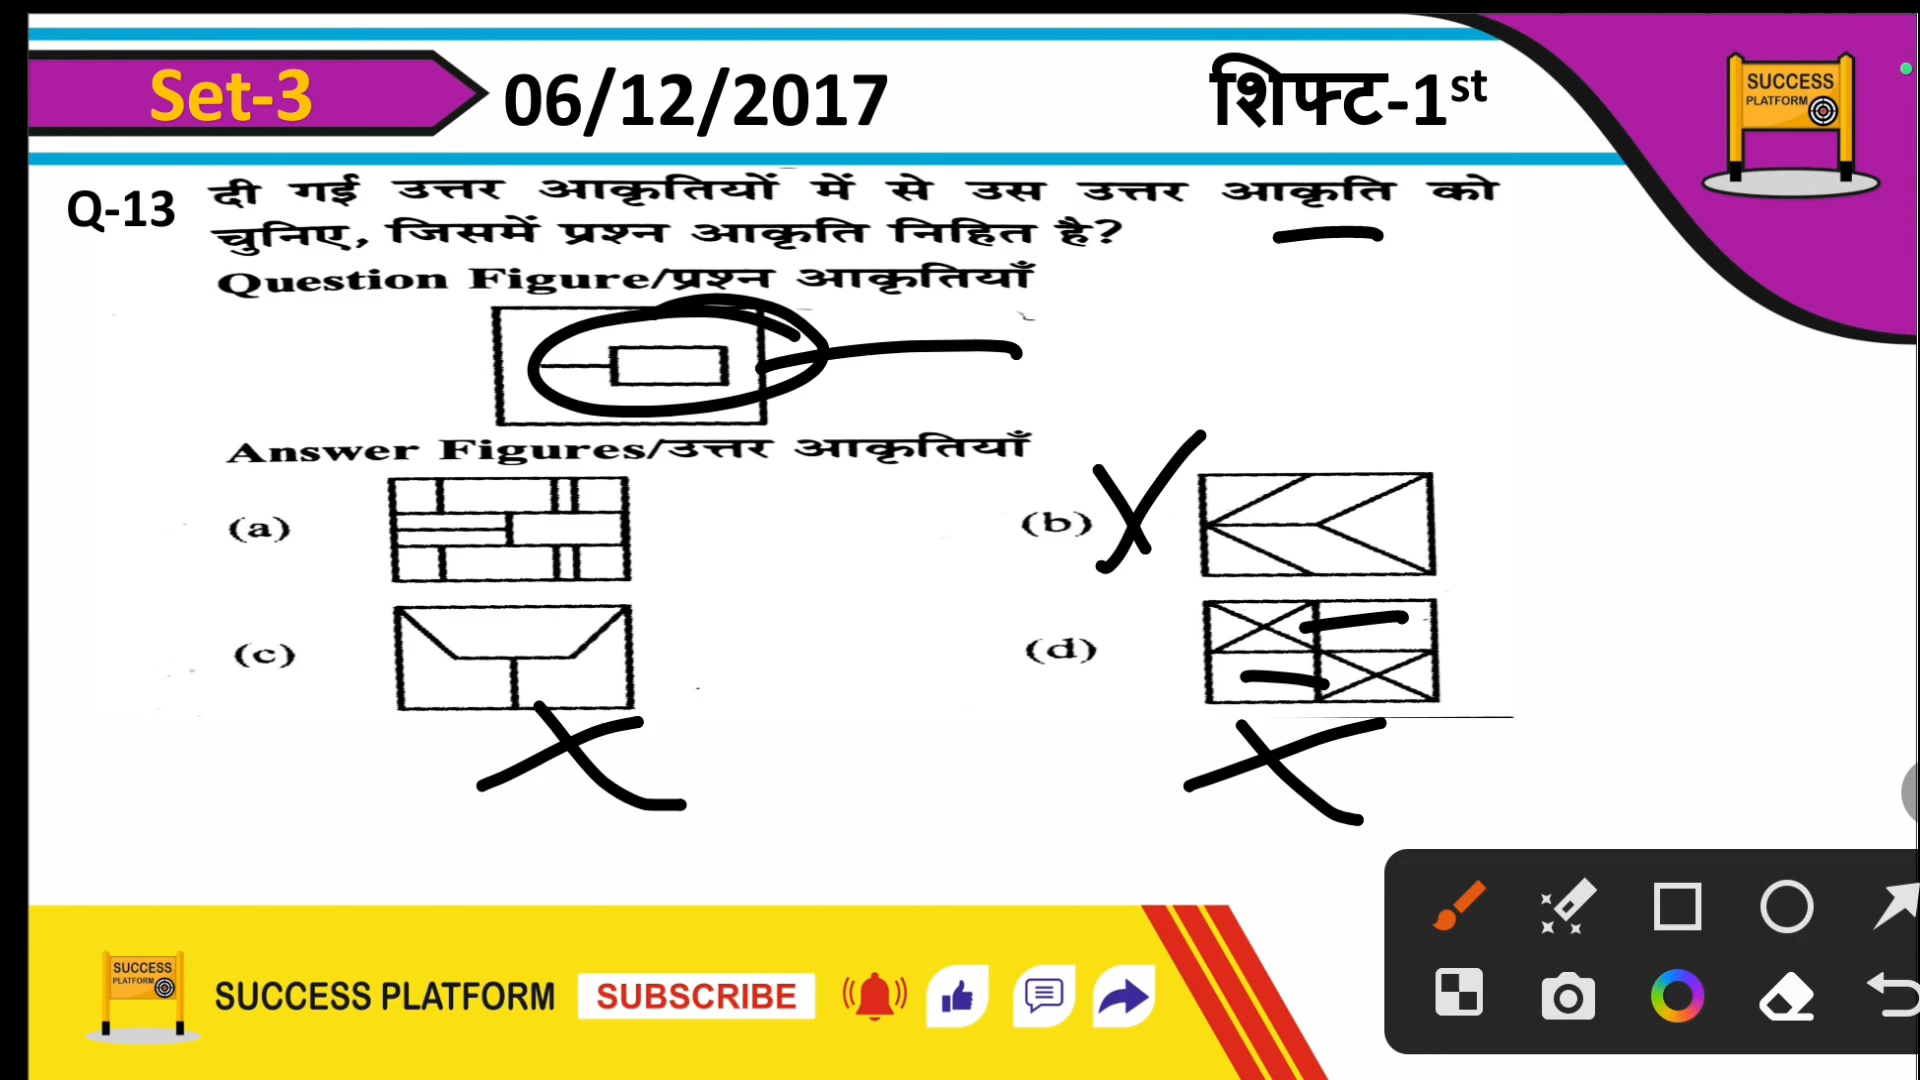 Set-3
06/12/2017
शिफ्ट-1st
SUCCESS
PLATFORM
Q-13 दी गई उत्तर आकृतियों में से उस उत्तर आकृति को
चुनिए, जिसमें प्रश्न आकृति निहित है?
Question Figure/प्रश्न आकृतियाँ
Answer Figures/उत्तर आकृतियाँ
(a)
(b)
(c)
(d)
SUCCESS
PLATFORM
SUCCESS PLATFORM
SUBSCRIBE